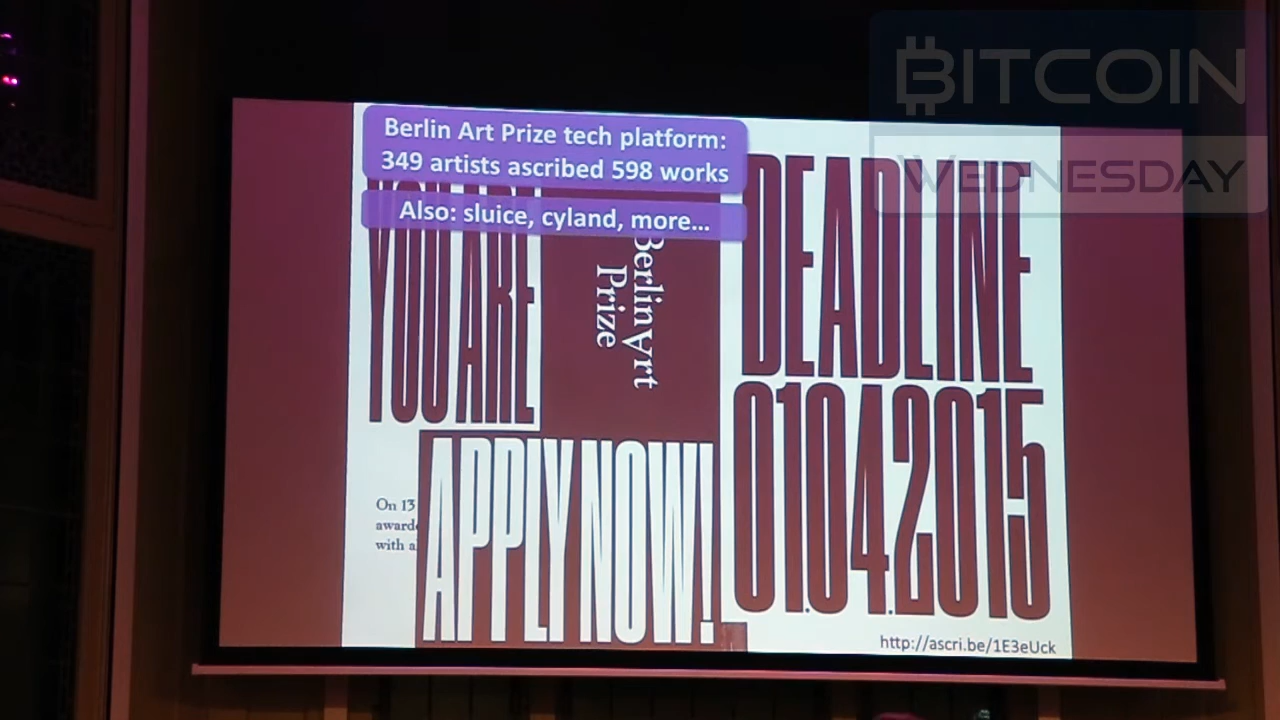 BITCOIN
WEDNESDAY
Berlin Art Prize tech platform:
349 artists ascribed 598 works
Also: sluice, cyland, more...
YOU ARE
Berlin Art
Prize
DEADLINE
01.04.2015
On 13
with a
APPLY NOW!
http://ascri.be/1E3eUck